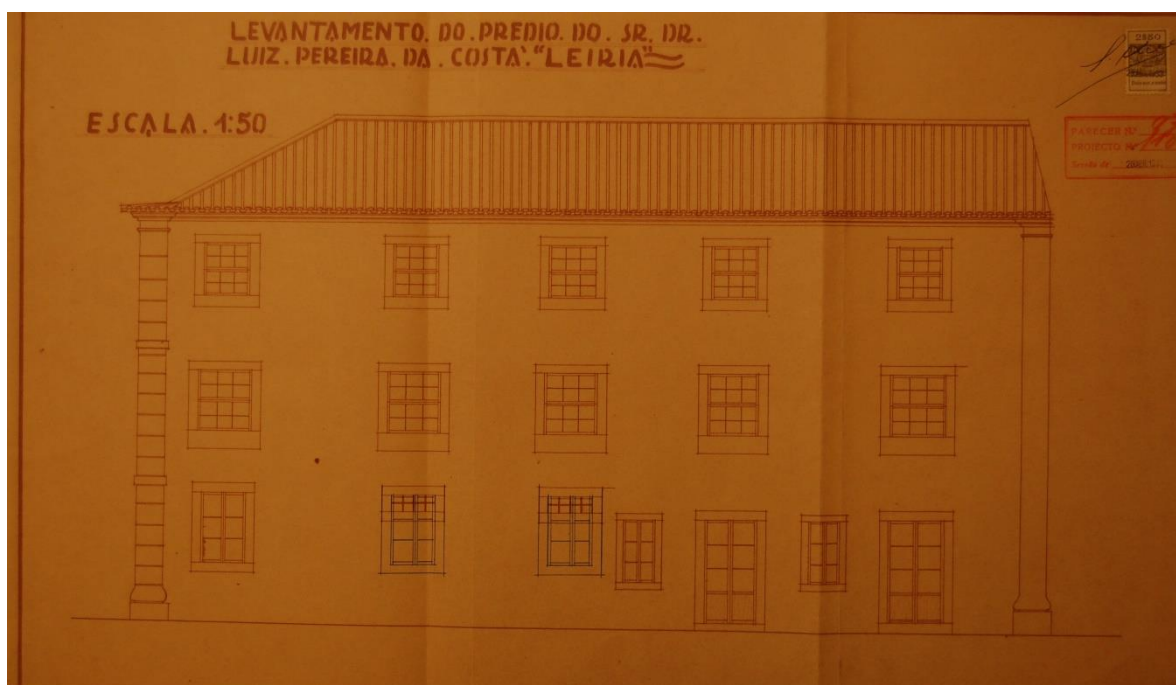 LEVANTAMENTO. DO. PREDIO. DO. SR. DR.
LUIZ. PEREIRA. DA. COSTA. "LEIRIA"
ESCALA. 1:50
PARECER N.º
PROJECTO N.º